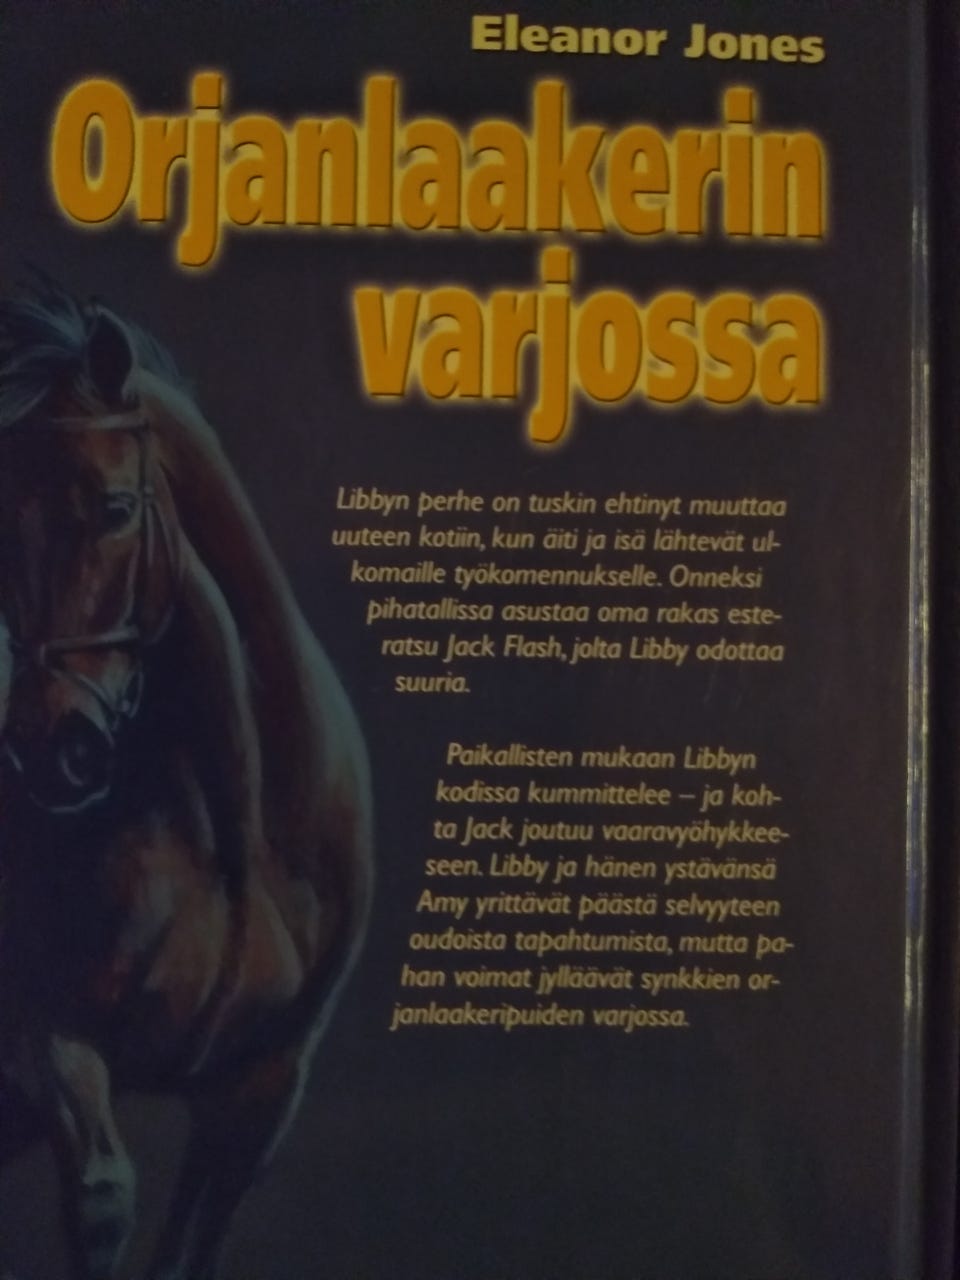 Eleanor Jones
Orjanlaakerin
varjossa
Libbyn perhe on tuskin ehtinyt muuttaa
uuteen kotiin, kun äiti ja isä lähtevät ul-
komaille työkomennukselle. Onneksi
pihatallissa asustaa oma rakas este-
ratsu Jack Flash, jolta Libby odottaa
suuria.
Paikallisten mukaan Libbyn
kodissa kummittelee – ja koh-
ta Jack joutuu vaaravyöhykkee-
seen. Libby ja hänen ystävänsä
Amy yrittävät päästä selvyyteen
oudoista tapahtumista, mutta pa-
han voimat jylläävät synkkien or-
janlaakeripuiden varjossa.